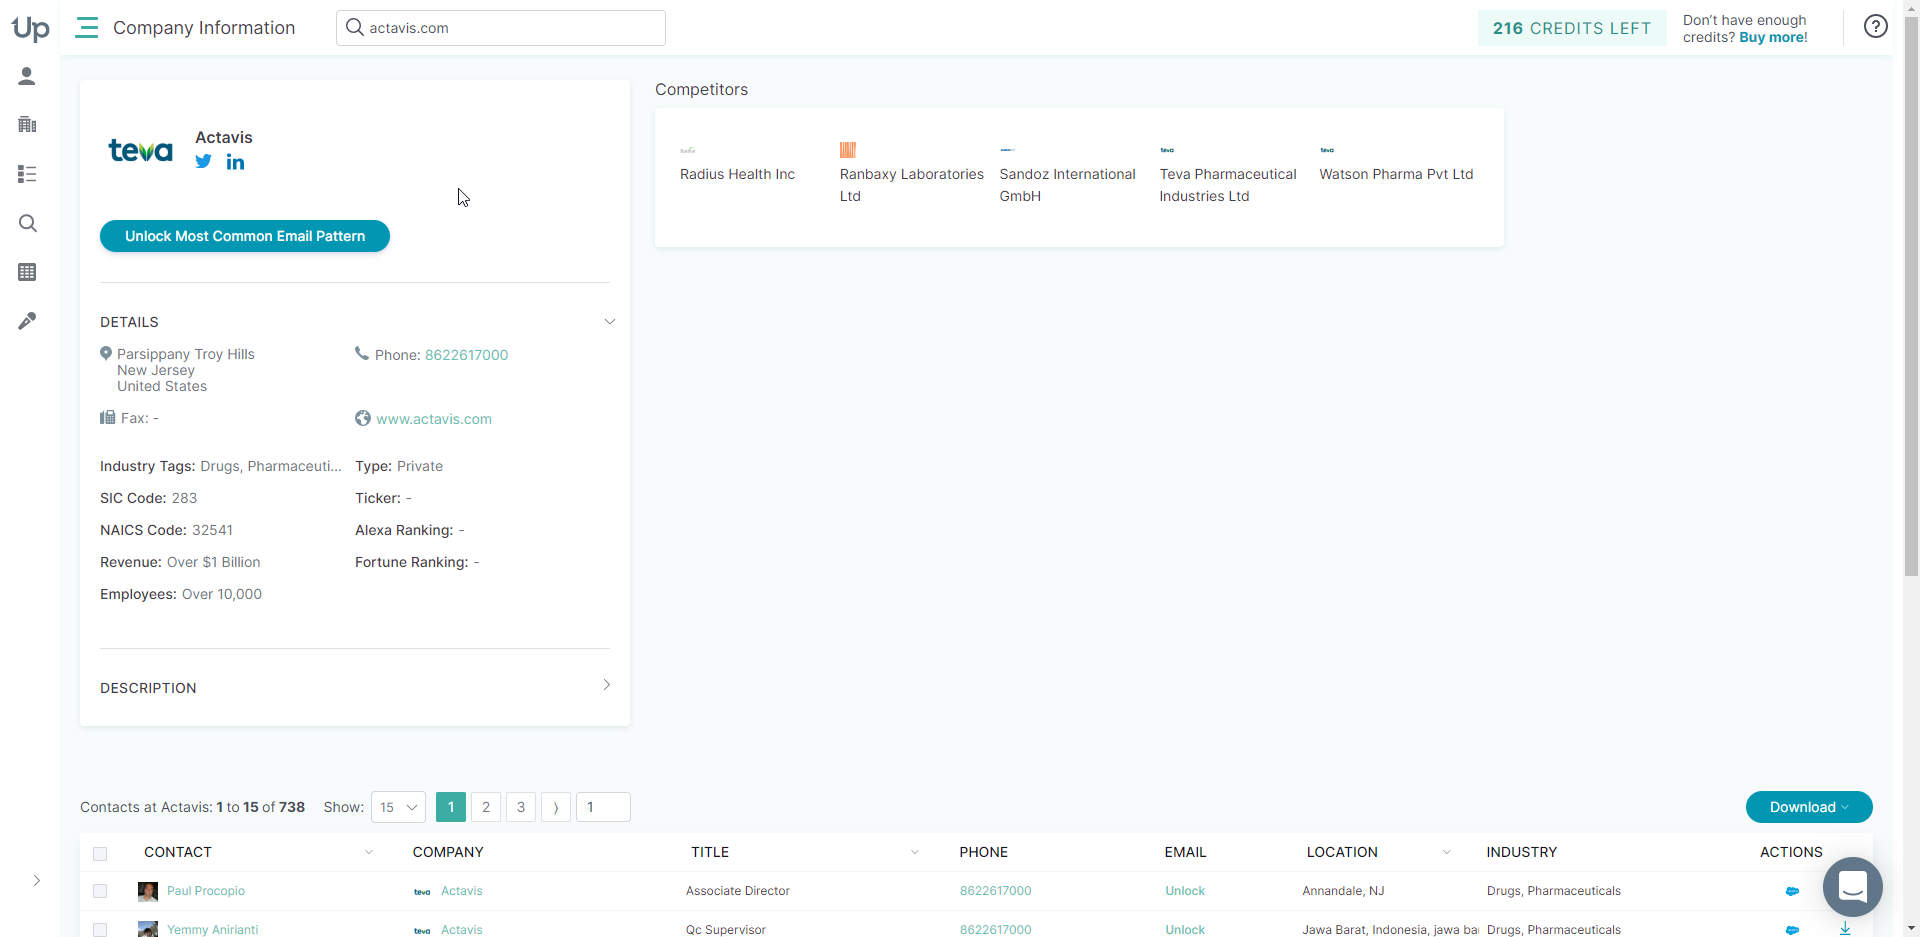 Up
Company Information
actavis.com
216 CREDITS LEFT
Don't have enough
credits? Buy more!
?
teva
Actavis
Unlock Most Common Email Pattern
DETAILS
Parsippany Troy Hills
New Jersey
United States
Phone: 8622617000
Fax: -
www.actavis.com
Industry Tags: Drugs, Pharmaceuti...
Type: Private
SIC Code: 283
Ticker: -
NAICS Code: 32541
Alexa Ranking: -
Revenue: Over $1 Billion
Fortune Ranking: -
Employees: Over 10,000
DESCRIPTION
Competitors
Radius Health Inc
Ranbaxy Laboratories
Ltd
Sandoz International
GmbH
teva
Teva Pharmaceutical
Industries Ltd
teva
Watson Pharma Pvt Ltd
Contacts at Actavis: 1 to 15 of 738
Show: 15
1 2 3 ⟩ 1
Download
CONTACT COMPANY TITLE PHONE EMAIL LOCATION INDUSTRY ACTIONS
Paul Procopio teva Actavis Associate Director 8622617000 Unlock Annandale, NJ Drugs, Pharmaceuticals
Yemmy Anirianti teva Actavis Qc Supervisor 8622617000 Unlock Jawa Barat, Indonesia, jawa ba Drugs, Pharmaceuticals